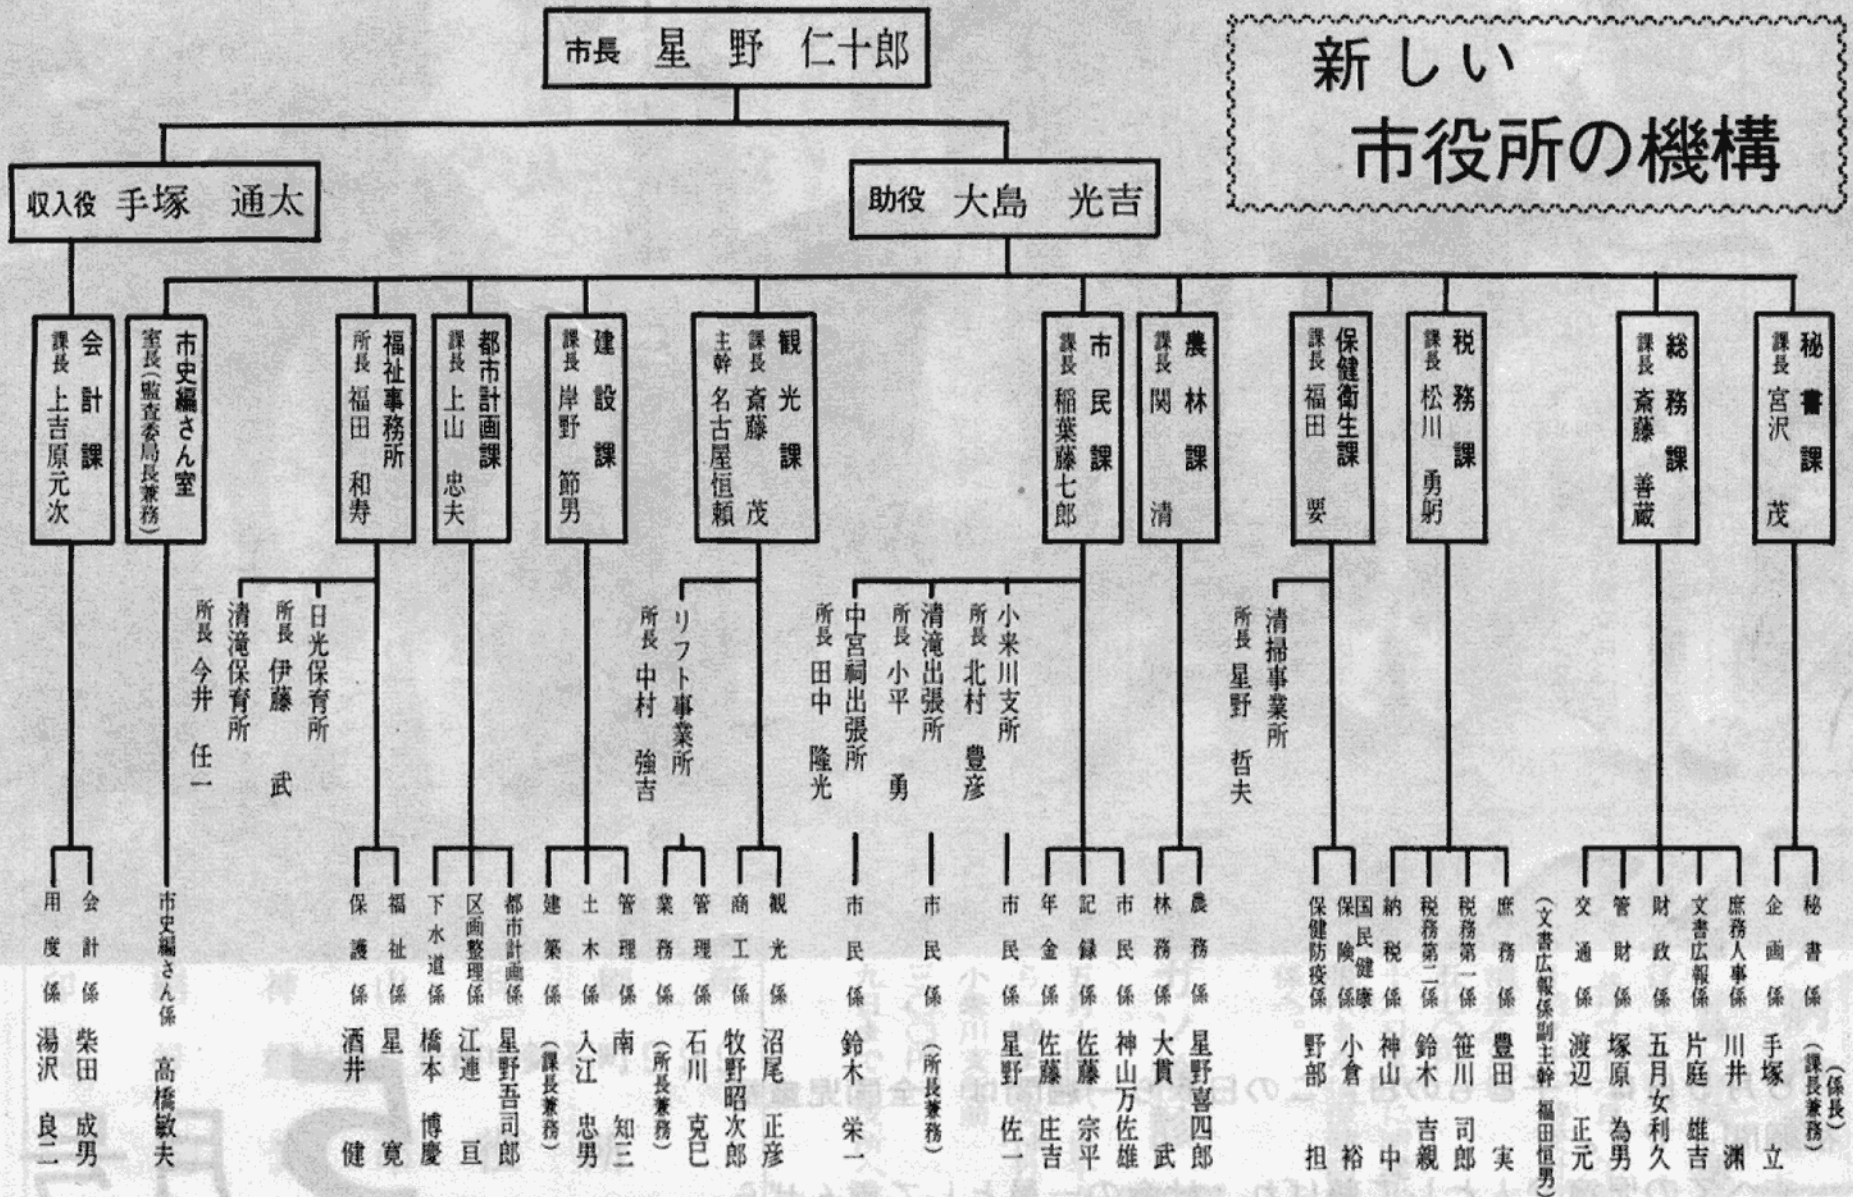 新しい
市役所の機構
市長 星野 仁十郎
助役 大島 光吉
収入役 手塚 通太
秘書課
課長 宮沢 茂
総務課
課長 斎藤 善蔵
税務課
課長 松川 勇躬
保健衛生課
課長 福田 要
農林課
課長 関 清
市民課
課長 稲葉藤七郎
観光課
課長 斎藤 茂
主幹 名古屋恒頼
建設課
課長 岸野 節男
都市計画課
課長 上山 忠夫
福祉事務所
所長 福田 和寿
市史編さん室
室長(監査委局長兼務)
会計課
課長 上吉原元次
清掃事業所
所長 星野 哲夫
小来川支所
所長 北村 豊彦
清滝出張所
所長 小平 勇
中宮祠出張所
所長 田中 隆光
リフト事業所
所長 中村 強吉
日光保育所
所長 伊藤 武
清滝保育所
所長 今井 任一
(係長)
秘書係 (課長兼務)
企画係 手塚 立
庶務人事係 川井 渊
文書広報係 片庭 雄吉
財政係 五月女利久
管財係 塚原 為男
交通係 渡辺 正元
(文書広報係副主幹 福田恒男)
庶務係 豊田 実
税務第一係 笹川 司郎
税務第二係 鈴木 吉親
納税係 神山 中
国民健康保険係 小倉 裕
保健防疫係 野部 担
農務係 星野喜四郎
林務係 大貫 武
市民係 神山万佐雄
記録係 佐藤 宗平
年金係 佐藤 庄吉
市民係 星野 佐一
市民係 (所長兼務)
市民係 鈴木 栄一
観光係 沼尾 正彦
商工係 牧野昭次郎
管理係 石川 克巳
業務係 (所長兼務)
管理係 南 知三
土木係 入江 忠男
建築係 (課長兼務)
都市計画係 星野吾司郎
区画整理係 江連 亘
下水道係 橋本 博慶
福祉係 星 寛
保護係 酒井 健
市史編さん係 高橋敏夫
会計係 柴田 成男
用度係 湯沢 良二